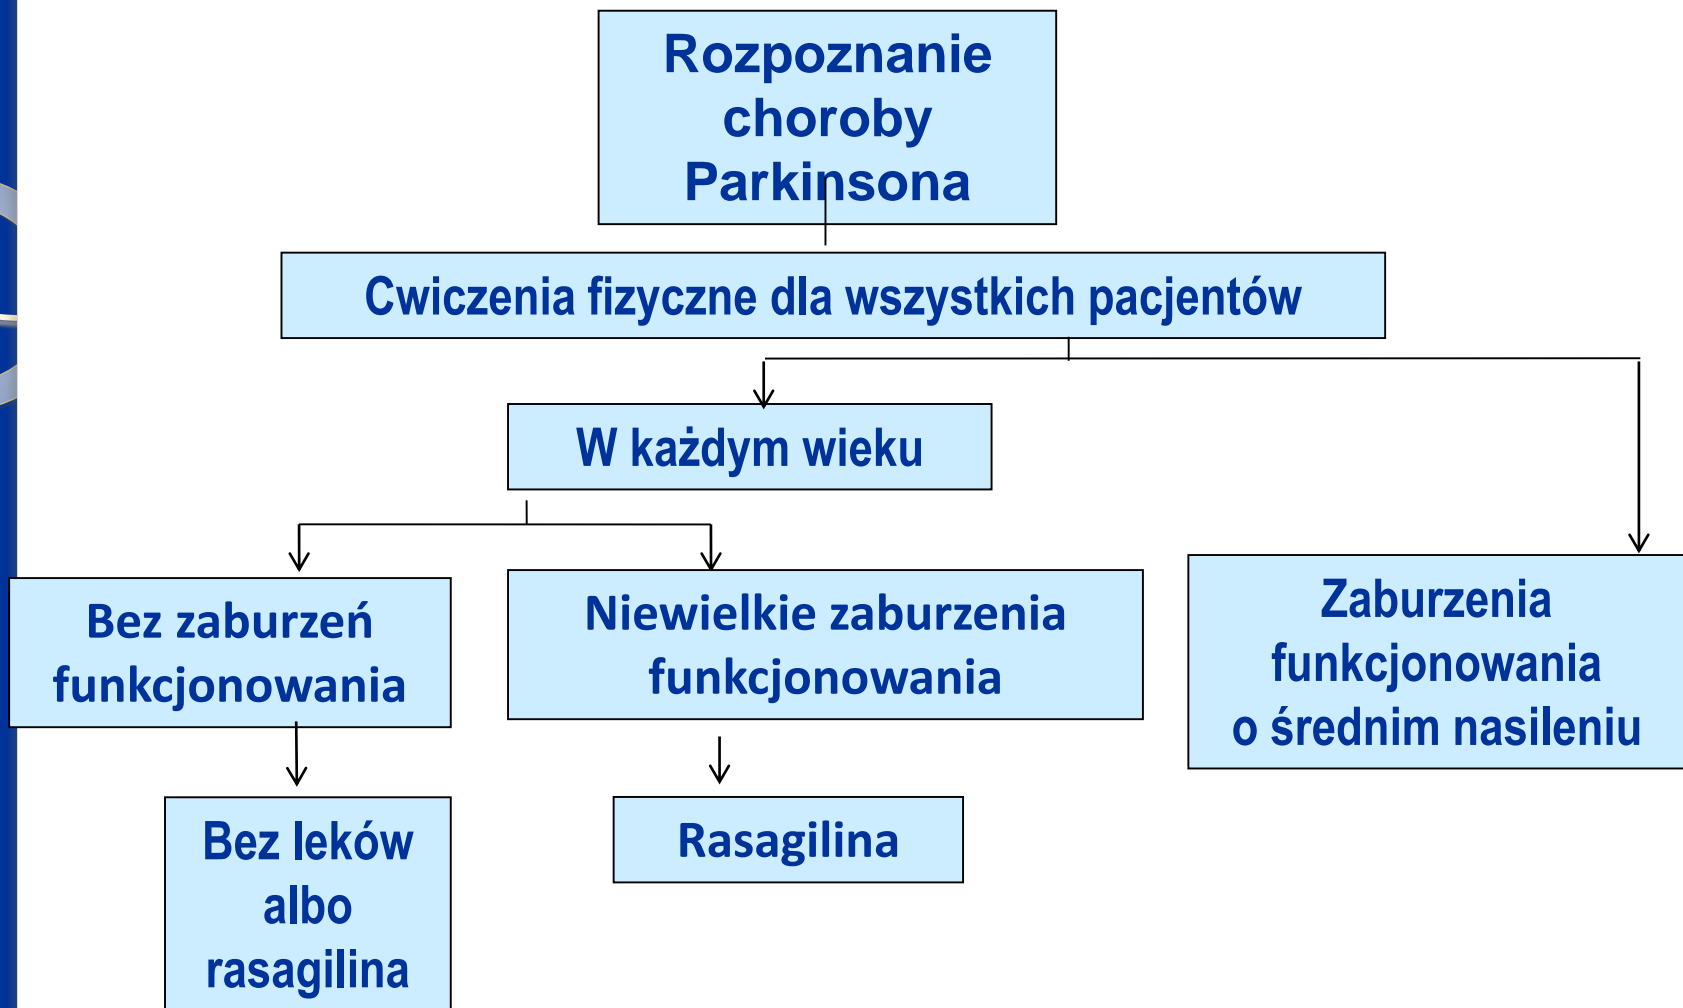 Rozpoznanie
choroby
Parkinsona
Cwiczenia fizyczne dla wszystkich pacjentów
W każdym wieku
Bez zaburzeń
funkcjonowania
Niewielkie zaburzenia
funkcjonowania
Zaburzenia
funkcjonowania
o średnim nasileniu
Bez leków
albo
rasagilina
Rasagilina